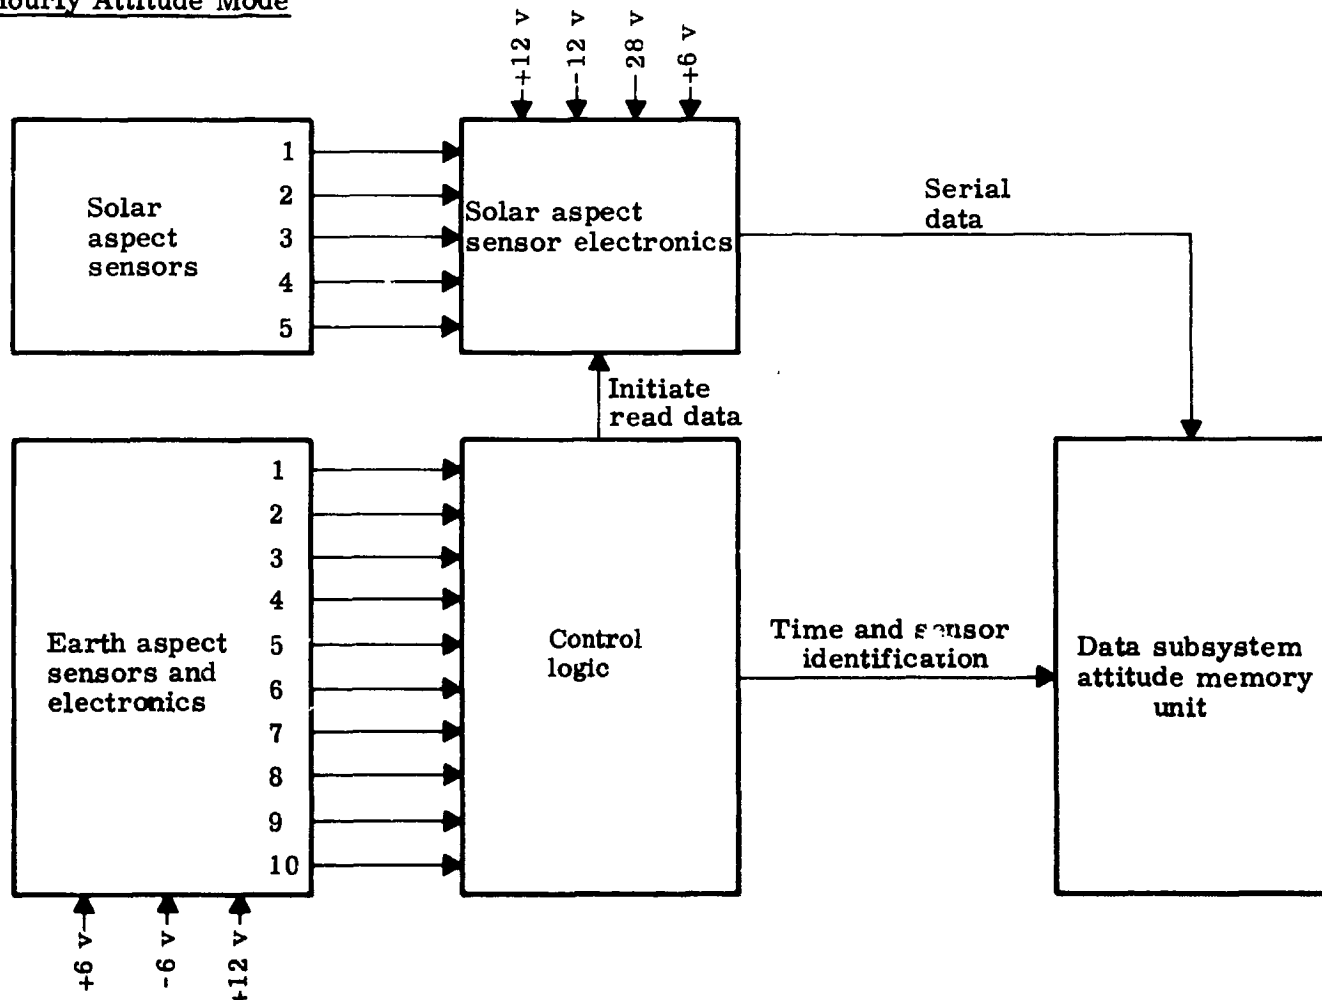 Hourly Attitude Mode
+12 v
-12 v
-28 v
+6 v
Solar
aspect
sensors
1
2
3
4
5
Solar aspect
sensor electronics
Serial
data
Initiate
read data
Earth aspect
sensors and
electronics
1
2
3
4
5
6
7
8
9
10
Control
logic
Time and sensor
identification
Data subsystem
attitude memory
unit
+6 v
-6 v
+12 v